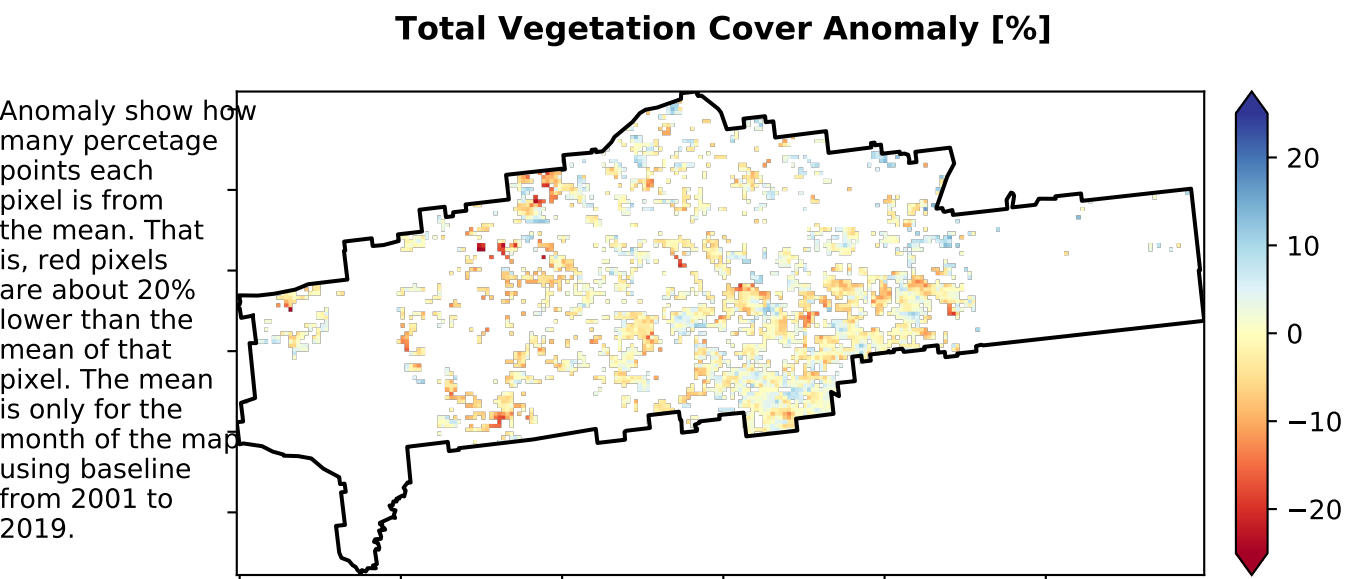 Total Vegetation Cover Anomaly [%]
Anomaly show how
many percetage
points each
pixel is from
the mean. That
is, red pixels
are about 20%
lower than the
mean of that
pixel. The mean
is only for the
month of the map
using baseline
from 2001 to
2019.
20
10
0
−10
−20